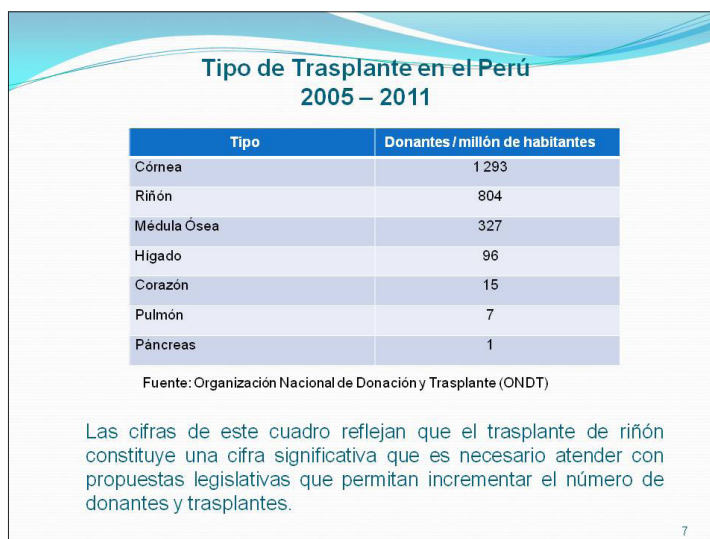 Tipo de Trasplante en el Perú
2005 – 2011
Tipo Donantes / millón de habitantes
Córnea 1 293
Riñón 804
Médula Ósea 327
Hígado 96
Corazón 15
Pulmón 7
Páncreas 1
Fuente: Organización Nacional de Donación y Trasplante (ONDT)
Las cifras de este cuadro reflejan que el trasplante de riñón
constituye una cifra significativa que es necesario atender con
propuestas legislativas que permitan incrementar el número de
donantes y trasplantes.
7